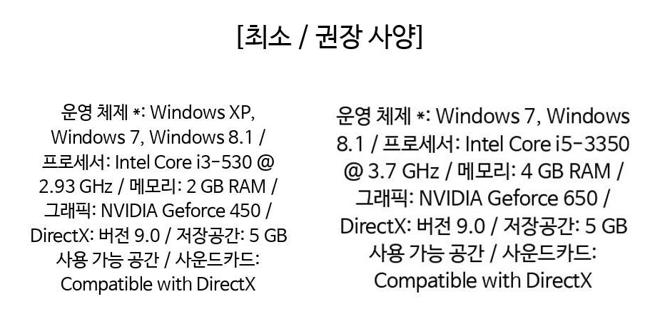 [최소 / 권장 사양]
운영 체제 *: Windows XP,
Windows 7, Windows 8.1 /
프로세서: Intel Core i3-530 @
2.93 GHz / 메모리: 2 GB RAM /
그래픽: NVIDIA Geforce 450 /
DirectX: 버전 9.0 / 저장공간: 5 GB
사용 가능 공간 / 사운드카드:
Compatible with DirectX
운영 체제 *: Windows 7, Windows
8.1 / 프로세서: Intel Core i5-3350
@ 3.7 GHz / 메모리: 4 GB RAM /
그래픽: NVIDIA Geforce 650 /
DirectX: 버전 9.0 / 저장공간: 5 GB
사용 가능 공간 / 사운드카드:
Compatible with DirectX